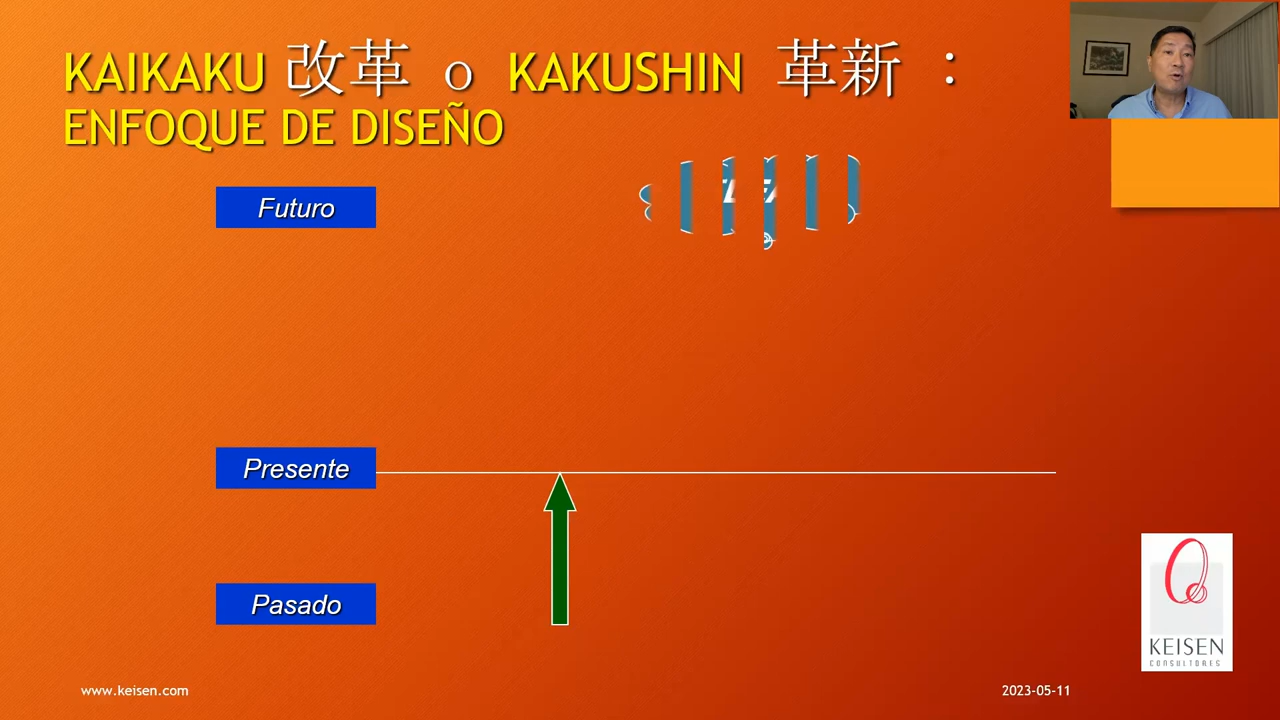 KAIKAKU 改革 o KAKUSHIN 革新 ：
ENFOQUE DE DISEÑO
Futuro
Presente
Pasado
KEISEN
CONSULTORES
www.keisen.com
2023-05-11